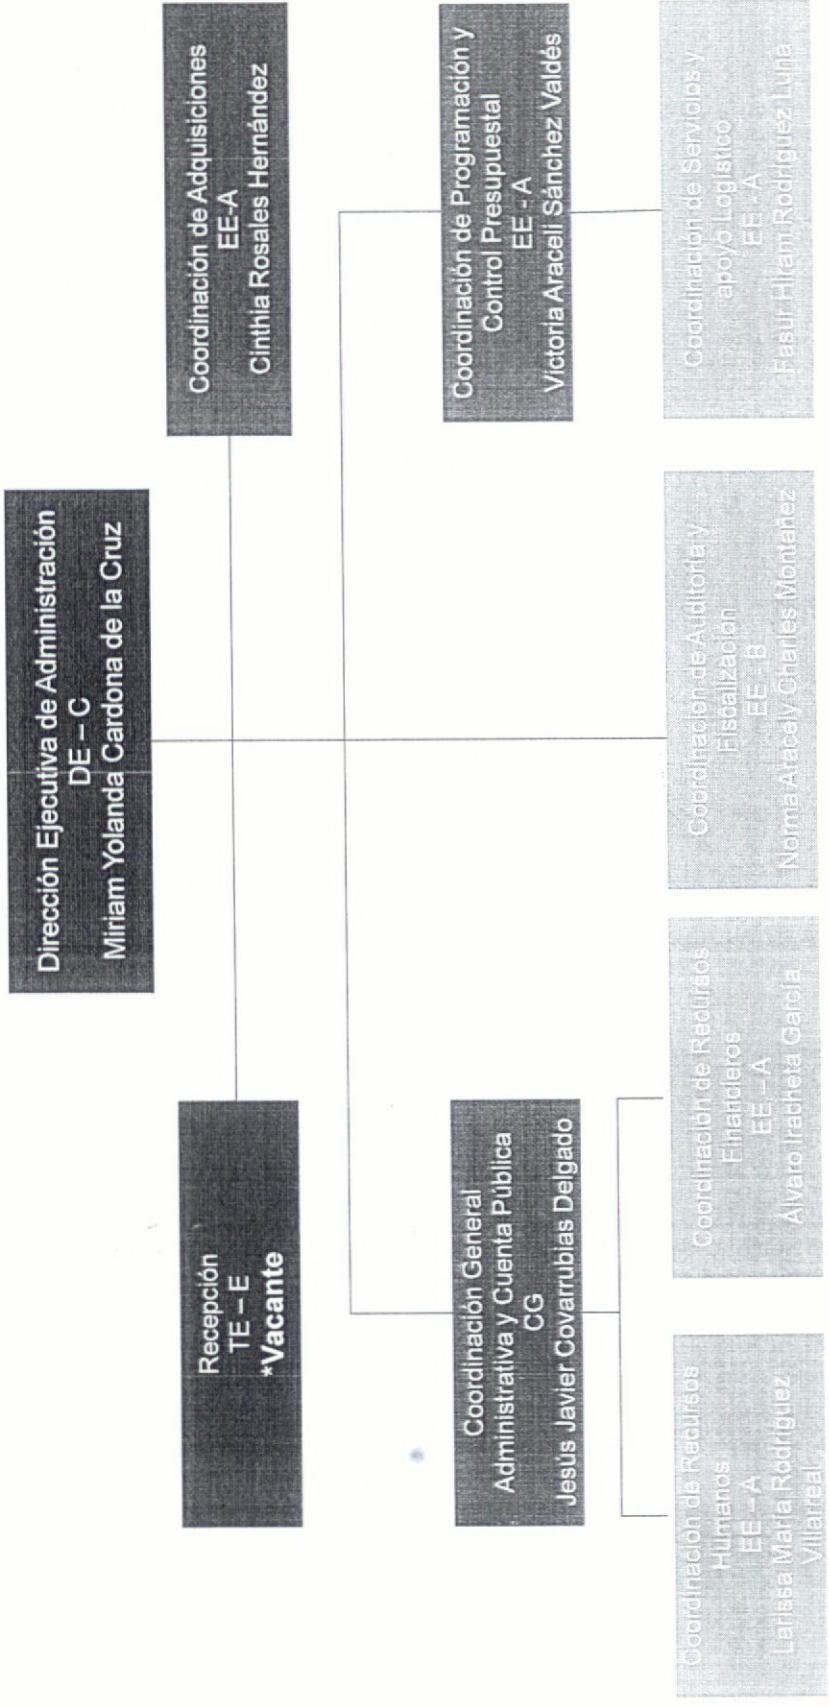 Dirección Ejecutiva de Administración
DE – C
Miriam Yolanda Cardona de la Cruz
Recepción
TE – E
*Vacante
Coordinación de Adquisiciones
EE-A
Cinthia Rosales Hernández
Coordinación General
Administrativa y Cuenta Pública
CG
Jesús Javier Covarrubias Delgado
Coordinación de Programación y
Control Presupuestal
EE - A
Victoria Araceli Sánchez Valdés
Coordinación de Recursos
Humanos
EE – A
Larissa María Rodríguez
Villarreal
Coordinación de Recursos
Financieros
EE – A
Álvaro Iracheta García
Coordinación de Auditoría y
Fiscalización
EE – B
Norma Aracely Charles Montañez
Coordinación de Servicios y
apoyo Logístico
EE - A
Fasur Hiram Rodríguez Luna